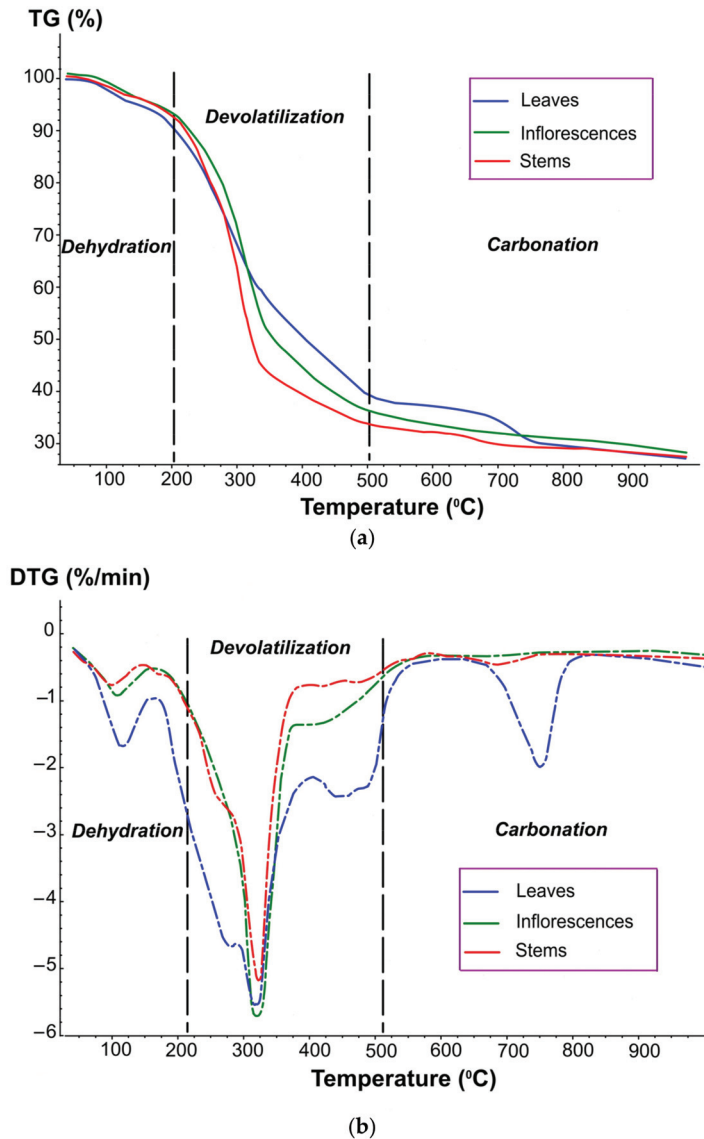 TG (%)
100
90
80
70
60
50
40
30
Dehydration
Devolatilization
Carbonation
Leaves
Inflorescences
Stems
100 200 300 400 500 600 700 800 900
Temperature (⁰C)
(a)
DTG (%/min)
0
–1
–2
–3
–4
–5
–6
Devolatilization
Dehydration
Carbonation
Leaves
Inflorescences
Stems
100 200 300 400 500 600 700 800 900
Temperature (⁰C)
(b)